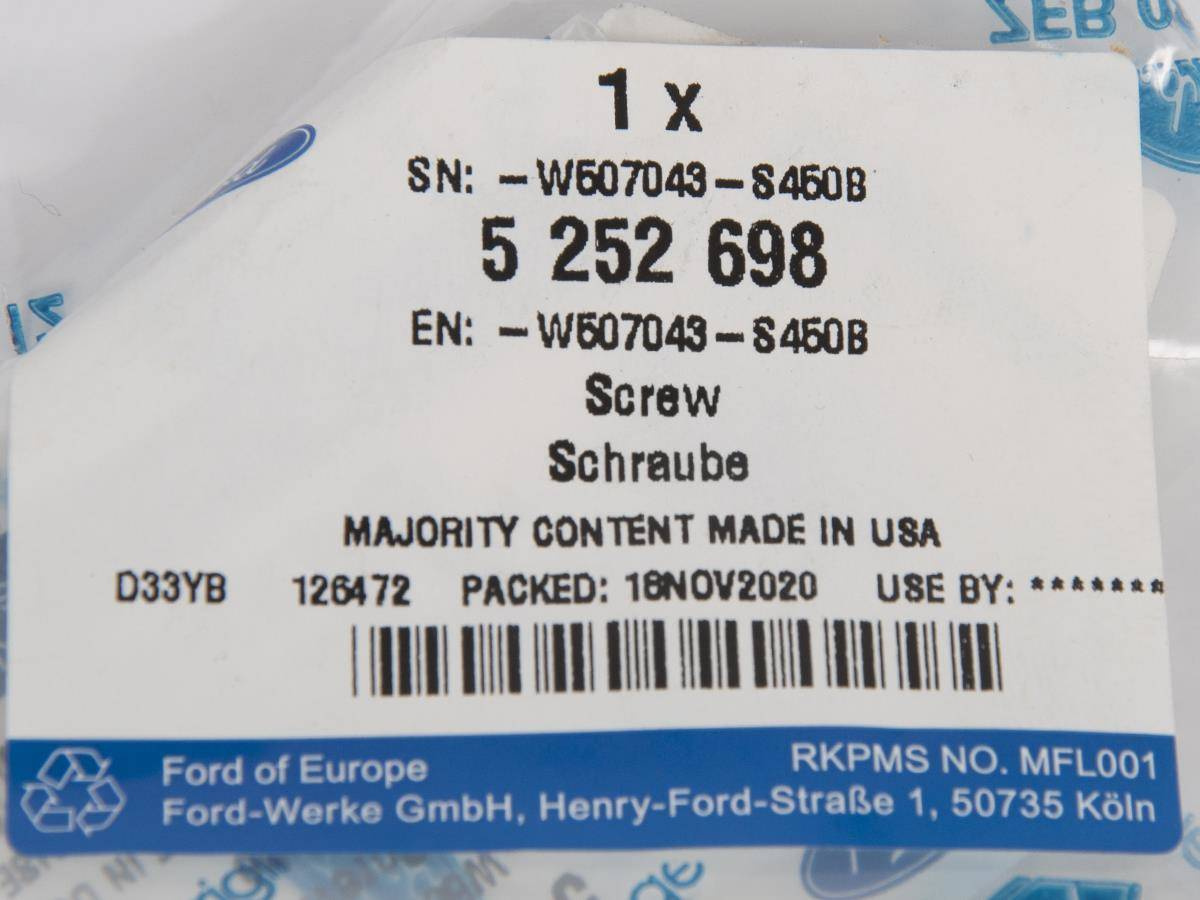 1 x
SN: -W507043-S450B
5 252 698
EN: -W507043-S450B
Screw
Schraube
MAJORITY CONTENT MADE IN USA
D33YB 126472 PACKED: 18NOV2020 USE BY: *******
Ford of Europe
RKPMS NO. MFL001
Ford-Werke GmbH, Henry-Ford-Straße 1, 50735 Köln